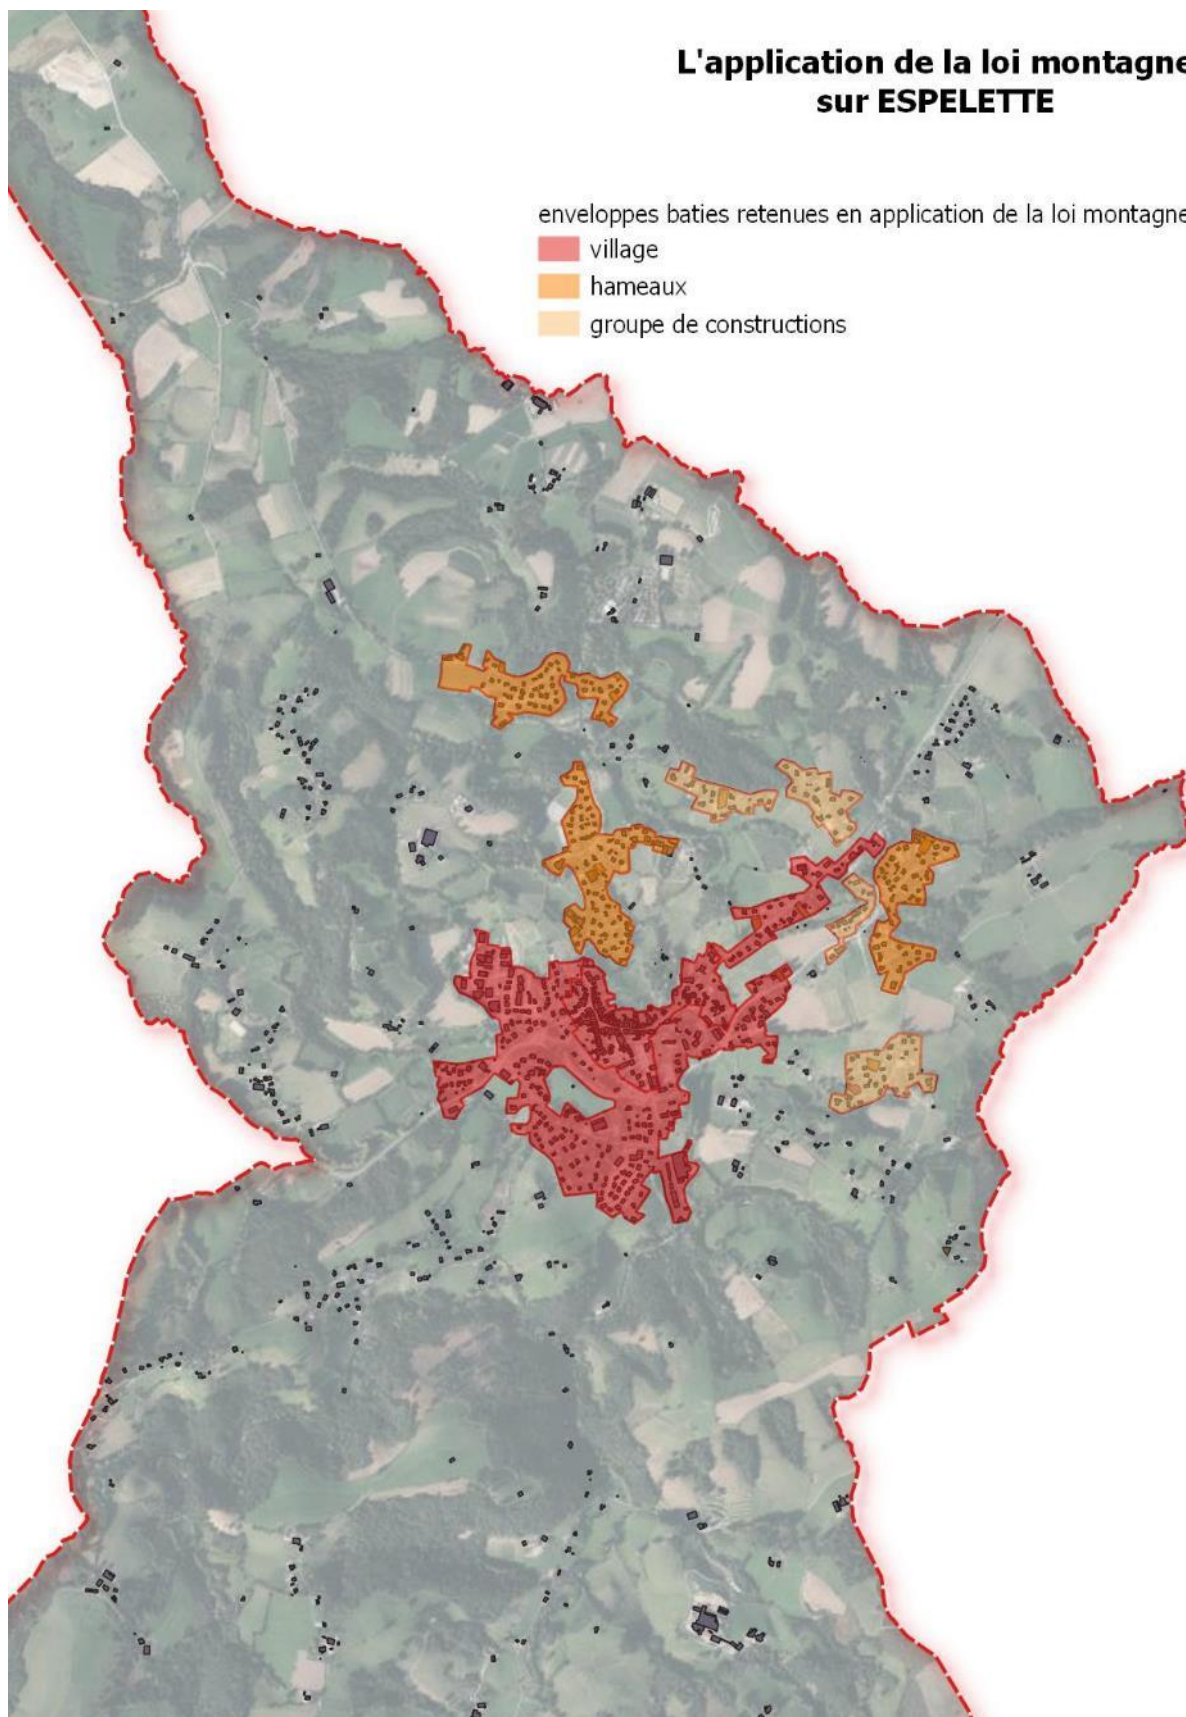 L'application de la loi montagne
sur ESPELETTE
enveloppes baties retenues en application de la loi montagne
village
hameaux
groupe de constructions